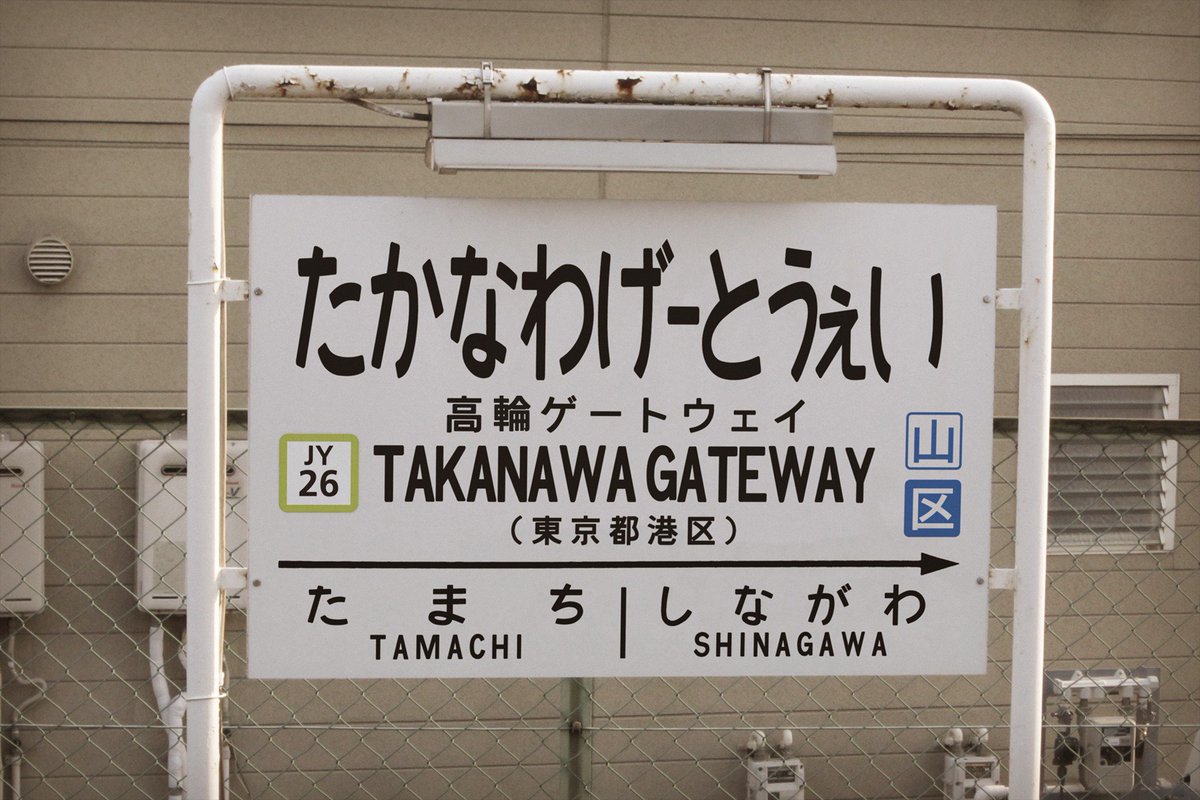 たかなわげーとうぇい
高輪ゲートウェイ
JY
26
TAKANAWA GATEWAY
山
区
（東京都港区）
たまち
しながわ
TAMACHI
SHINAGAWA